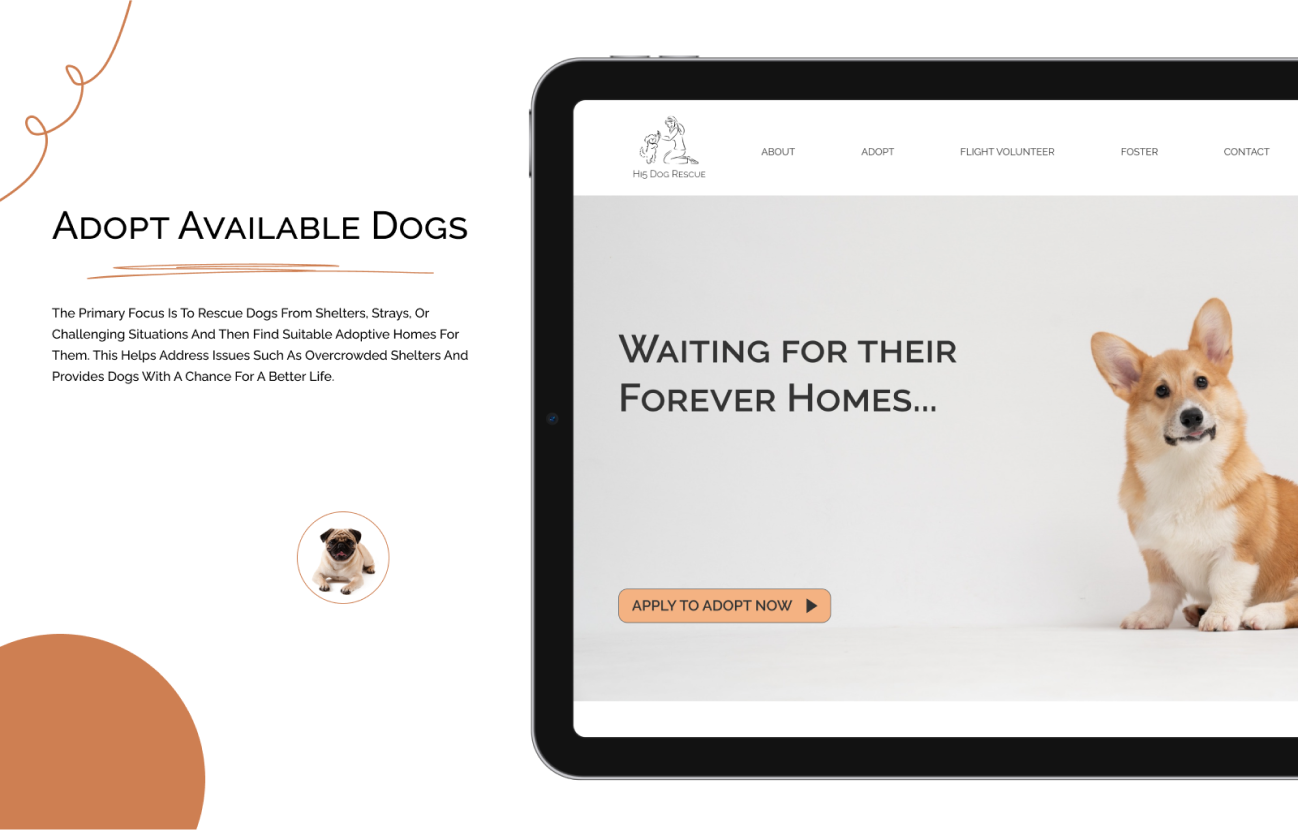 Adopt Available Dogs
The Primary Focus Is To Rescue Dogs From Shelters, Strays, Or
Challenging Situations And Then Find Suitable Adoptive Homes For
Them. This Helps Address Issues Such As Overcrowded Shelters And
Provides Dogs With A Chance For A Better Life.
Hi5 Dog Rescue
ABOUT
ADOPT
FLIGHT VOLUNTEER
FOSTER
CONTACT
Waiting for their
Forever Homes...
APPLY TO ADOPT NOW